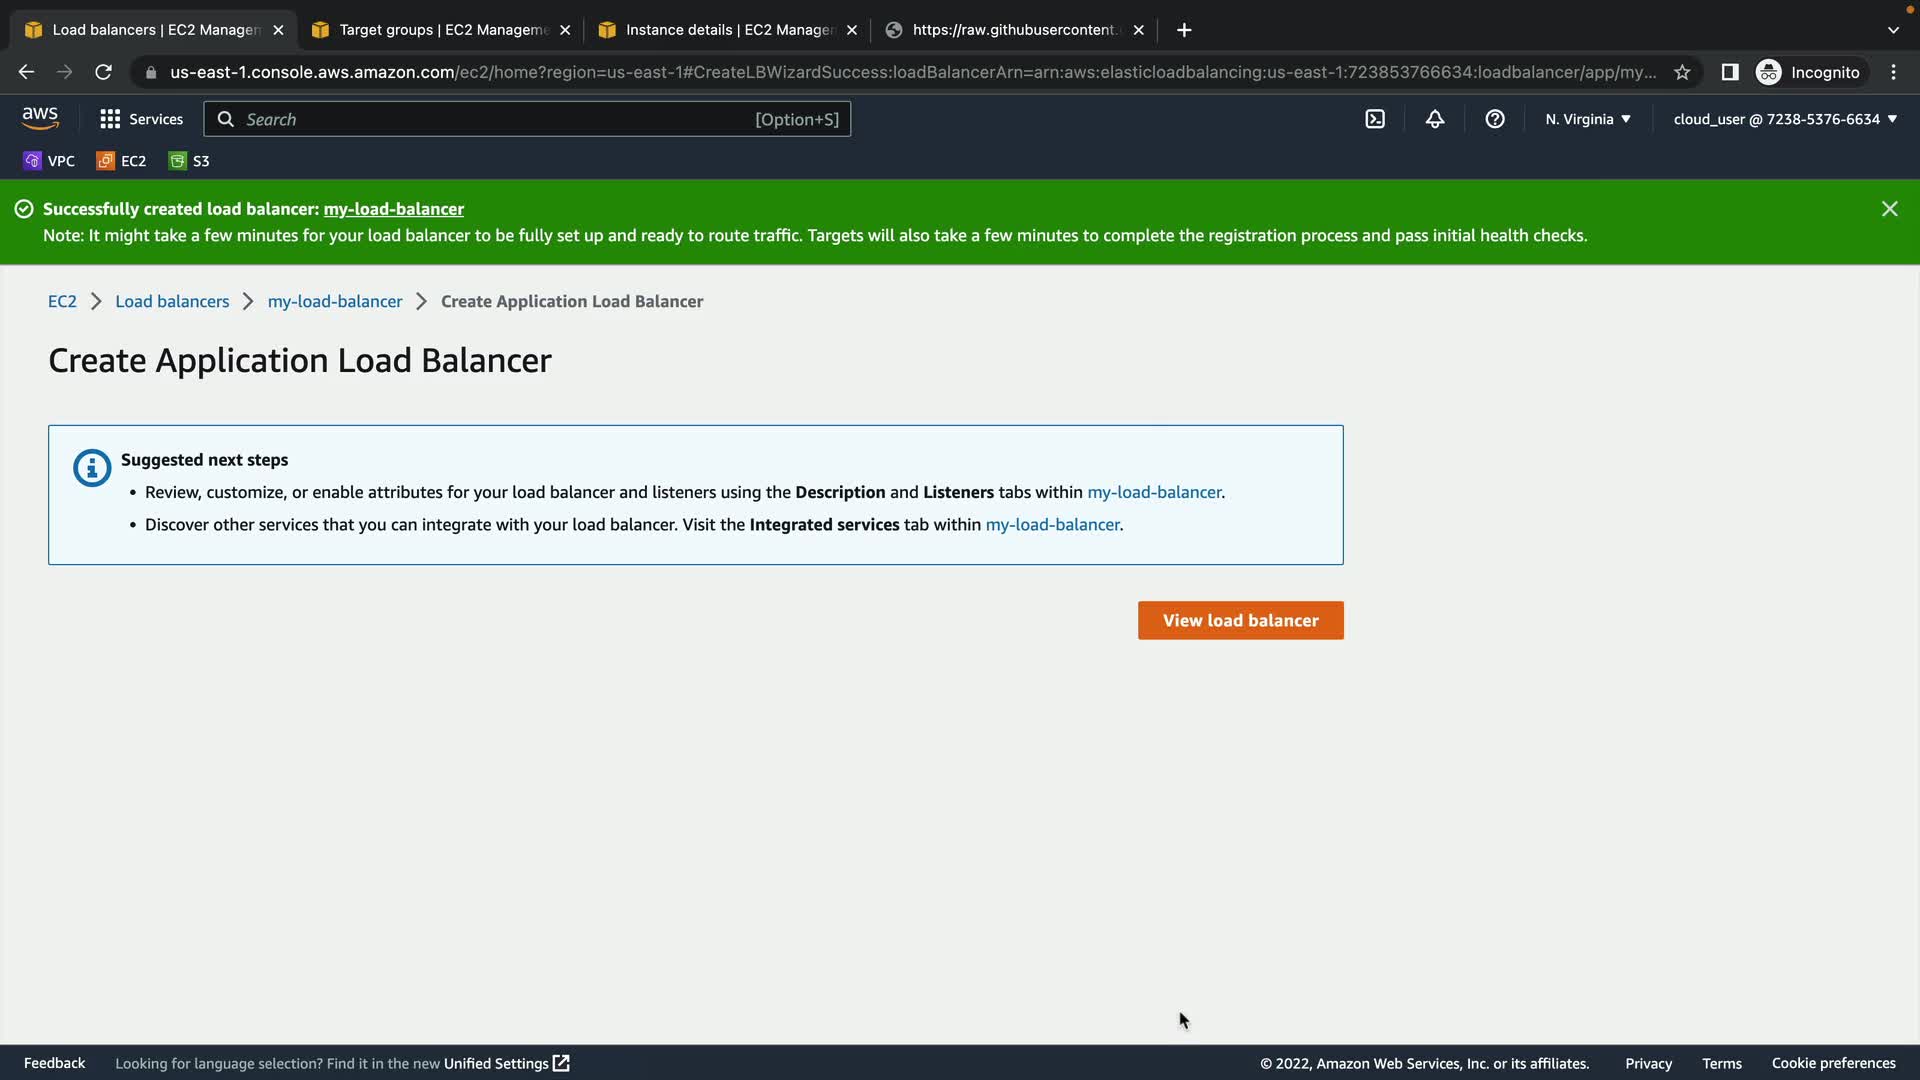 Load balancers | EC2 Managem
Target groups | EC2 Manageme
Instance details | EC2 Manager
https://raw.githubusercontent.
us-east-1.console.aws.amazon.com/ec2/home?region=us-east-1#CreateLBWizardSuccess:loadBalancerArn=arn:aws:elasticloadbalancing:us-east-1:723853766634:loadbalancer/app/my...
Incognito
aws
Services
Search
[Option+S]
N. Virginia
cloud_user @ 7238-5376-6634
VPC
EC2
S3
Successfully created load balancer: my-load-balancer
Note: It might take a few minutes for your load balancer to be fully set up and ready to route traffic. Targets will also take a few minutes to complete the registration process and pass initial health checks.
EC2 > Load balancers > my-load-balancer > Create Application Load Balancer
Create Application Load Balancer
Suggested next steps
• Review, customize, or enable attributes for your load balancer and listeners using the Description and Listeners tabs within my-load-balancer.
• Discover other services that you can integrate with your load balancer. Visit the Integrated services tab within my-load-balancer.
View load balancer
Feedback
Looking for language selection? Find it in the new Unified Settings
© 2022, Amazon Web Services, Inc. or its affiliates.
Privacy
Terms
Cookie preferences